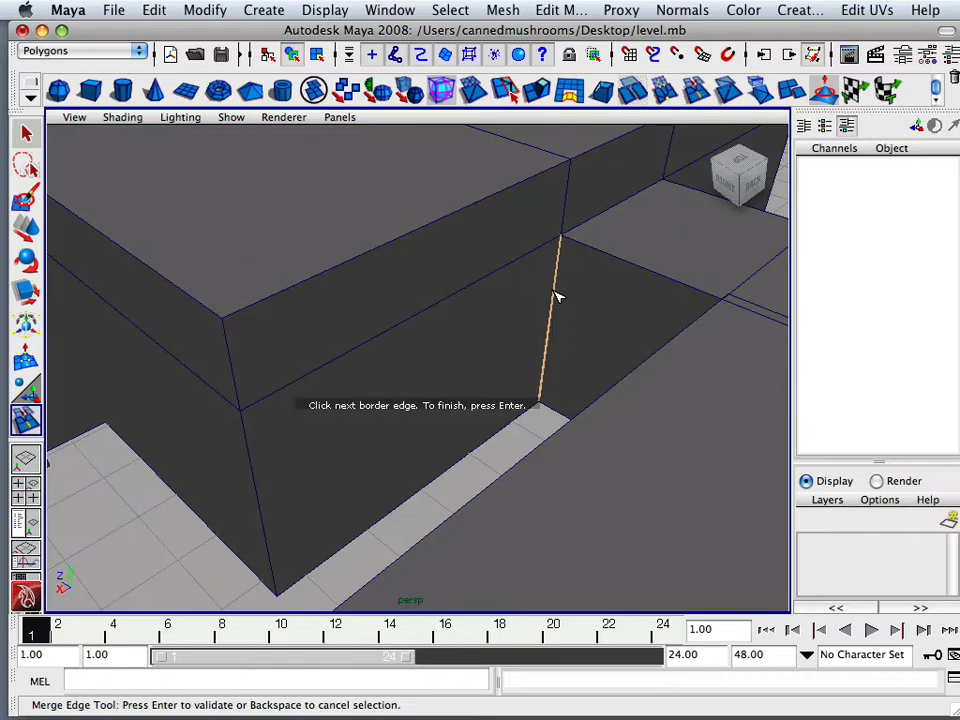 Maya File Edit Modify Create Display Window Select Mesh Edit M... Proxy Normals Color Creat... Edit UVs Help
Autodesk Maya 2008: /Users/cannedmushrooms/Desktop/level.mb
Polygons
View Shading Lighting Show Renderer Panels
Channels Object
RIGHT BACK
Click next border edge. To finish, press Enter.
Display Render
Layers Options Help
persp
<< >>
2 4 6 8 10 12 14 16 18 20 22 24 1.00
1.00 1.00 1 24 24.00 48.00 No Character Set
MEL
Merge Edge Tool: Press Enter to validate or Backspace to cancel selection.